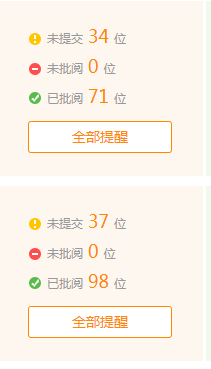 未提交 34 位
未批阅 0 位
已批阅 71 位
全部提醒
未提交 37 位
未批阅 0 位
已批阅 98 位
全部提醒